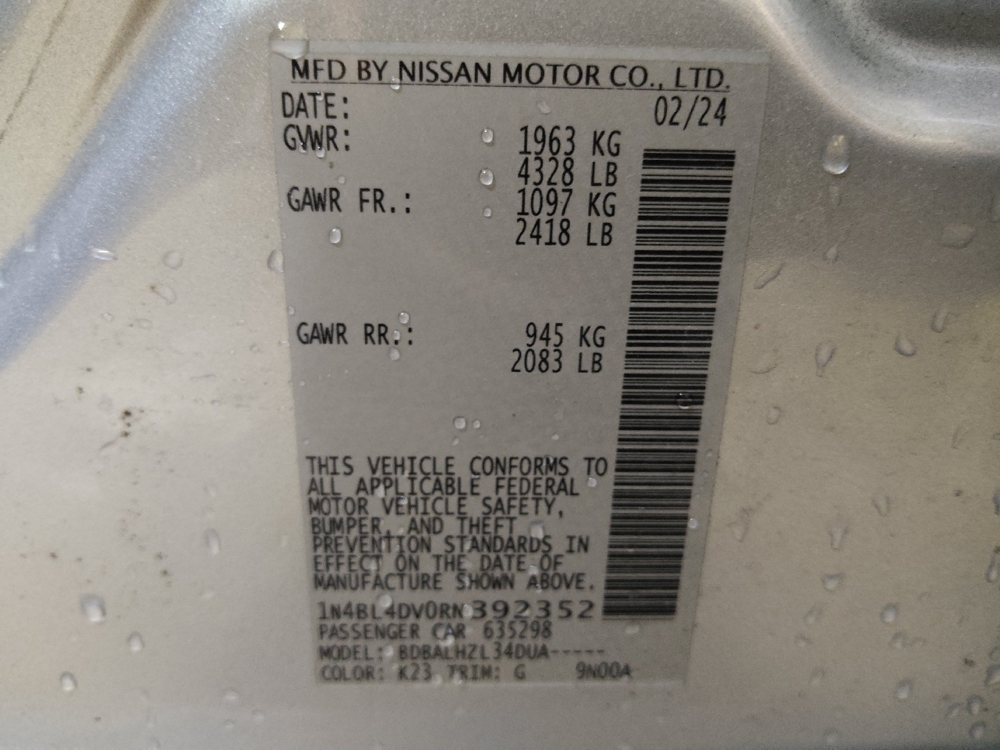 MFD BY NISSAN MOTOR CO., LTD.
DATE: 02/24
GVWR: 1963 KG
4328 LB
GAWR FR.: 1097 KG
2418 LB
GAWR RR.: 945 KG
2083 LB
THIS VEHICLE CONFORMS TO
ALL APPLICABLE FEDERAL
MOTOR VEHICLE SAFETY,
BUMPER, AND THEFT
PREVENTION STANDARDS IN
EFFECT ON THE DATE OF
MANUFACTURE SHOWN ABOVE.
1N4BL4DV0RN392352
PASSENGER CAR 635298
MODEL: BDBALHZL34DUA-----
COLOR: K23 TRIM: G 9N00A